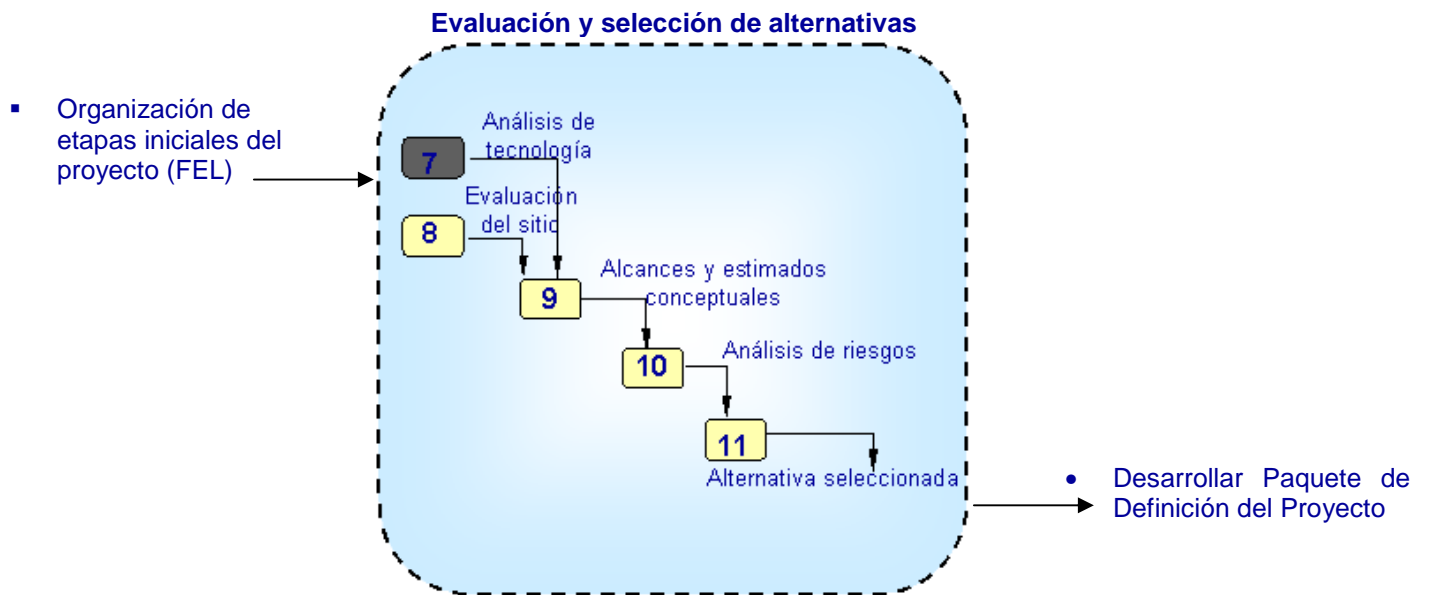 Evaluación y selección de alternativas
▪ Organización de
etapas iniciales del
proyecto (FEL)
Análisis de
tecnología
7
Evaluación
del sitio
8
Alcances y estimados
conceptuales
9
Análisis de riesgos
10
11
Alternativa seleccionada
• Desarrollar Paquete de
Definición del Proyecto